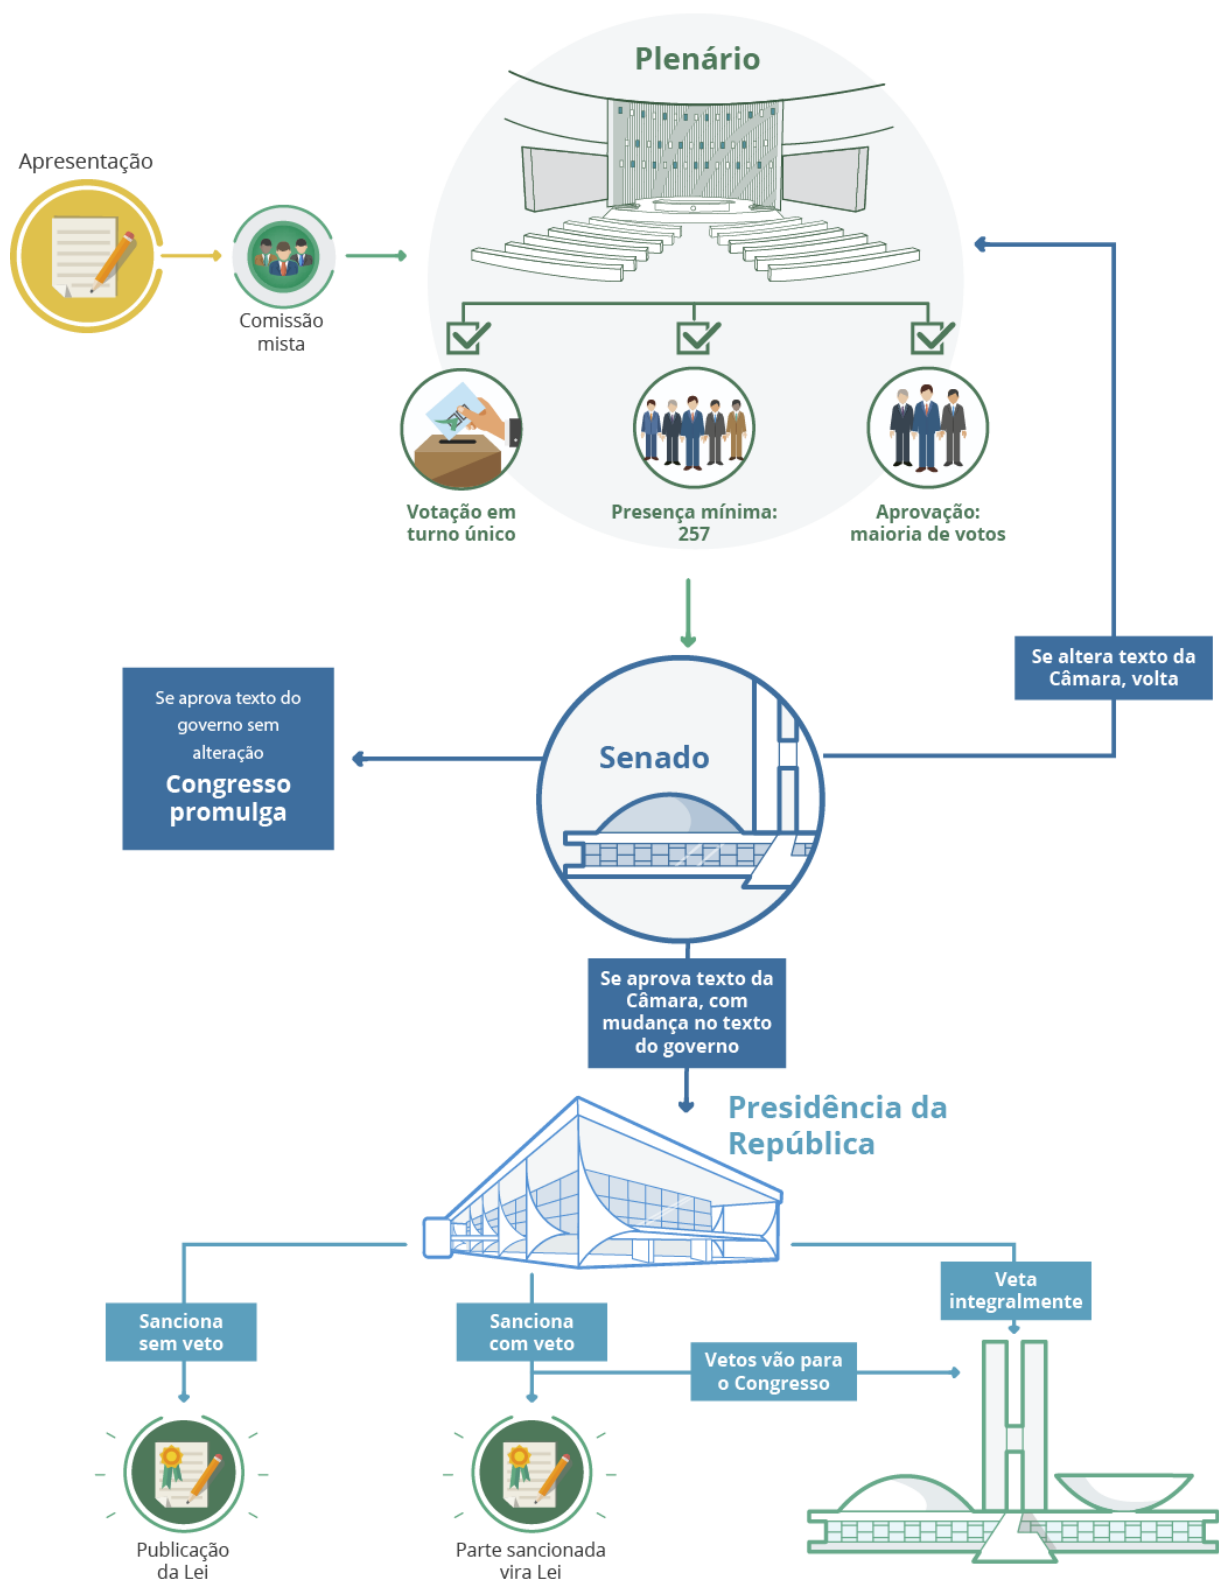 Plenário
Apresentação
Comissão
mista
Votação em
turno único
Presença mínima:
257
Aprovação:
maioria de votos
Se altera texto da
Câmara, volta
Se aprova texto do
governo sem
alteração
Congresso
promulga
Senado
Se aprova texto da
Câmara, com
mudança no texto
do governo
Presidência da
República
Sanciona
sem veto
Sanciona
com veto
Veta
integralmente
Vetos vão para
o Congresso
Publicação
da Lei
Parte sancionada
vira Lei